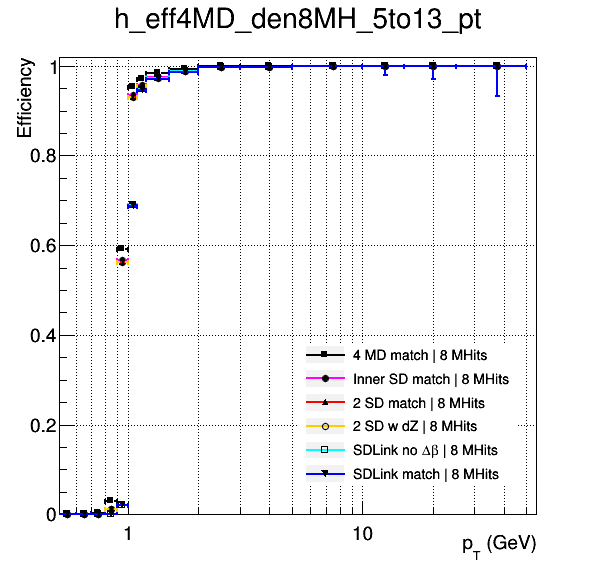 h_eff4MD_den8MH_5to13_pt
Efficiency
1
0.8
0.6
0.4
0.2
0
4 MD match | 8 MHits
Inner SD match | 8 MHits
2 SD match | 8 MHits
2 SD w dZ | 8 MHits
SDLink no Δβ | 8 MHits
SDLink match | 8 MHits
1
10
p_T (GeV)